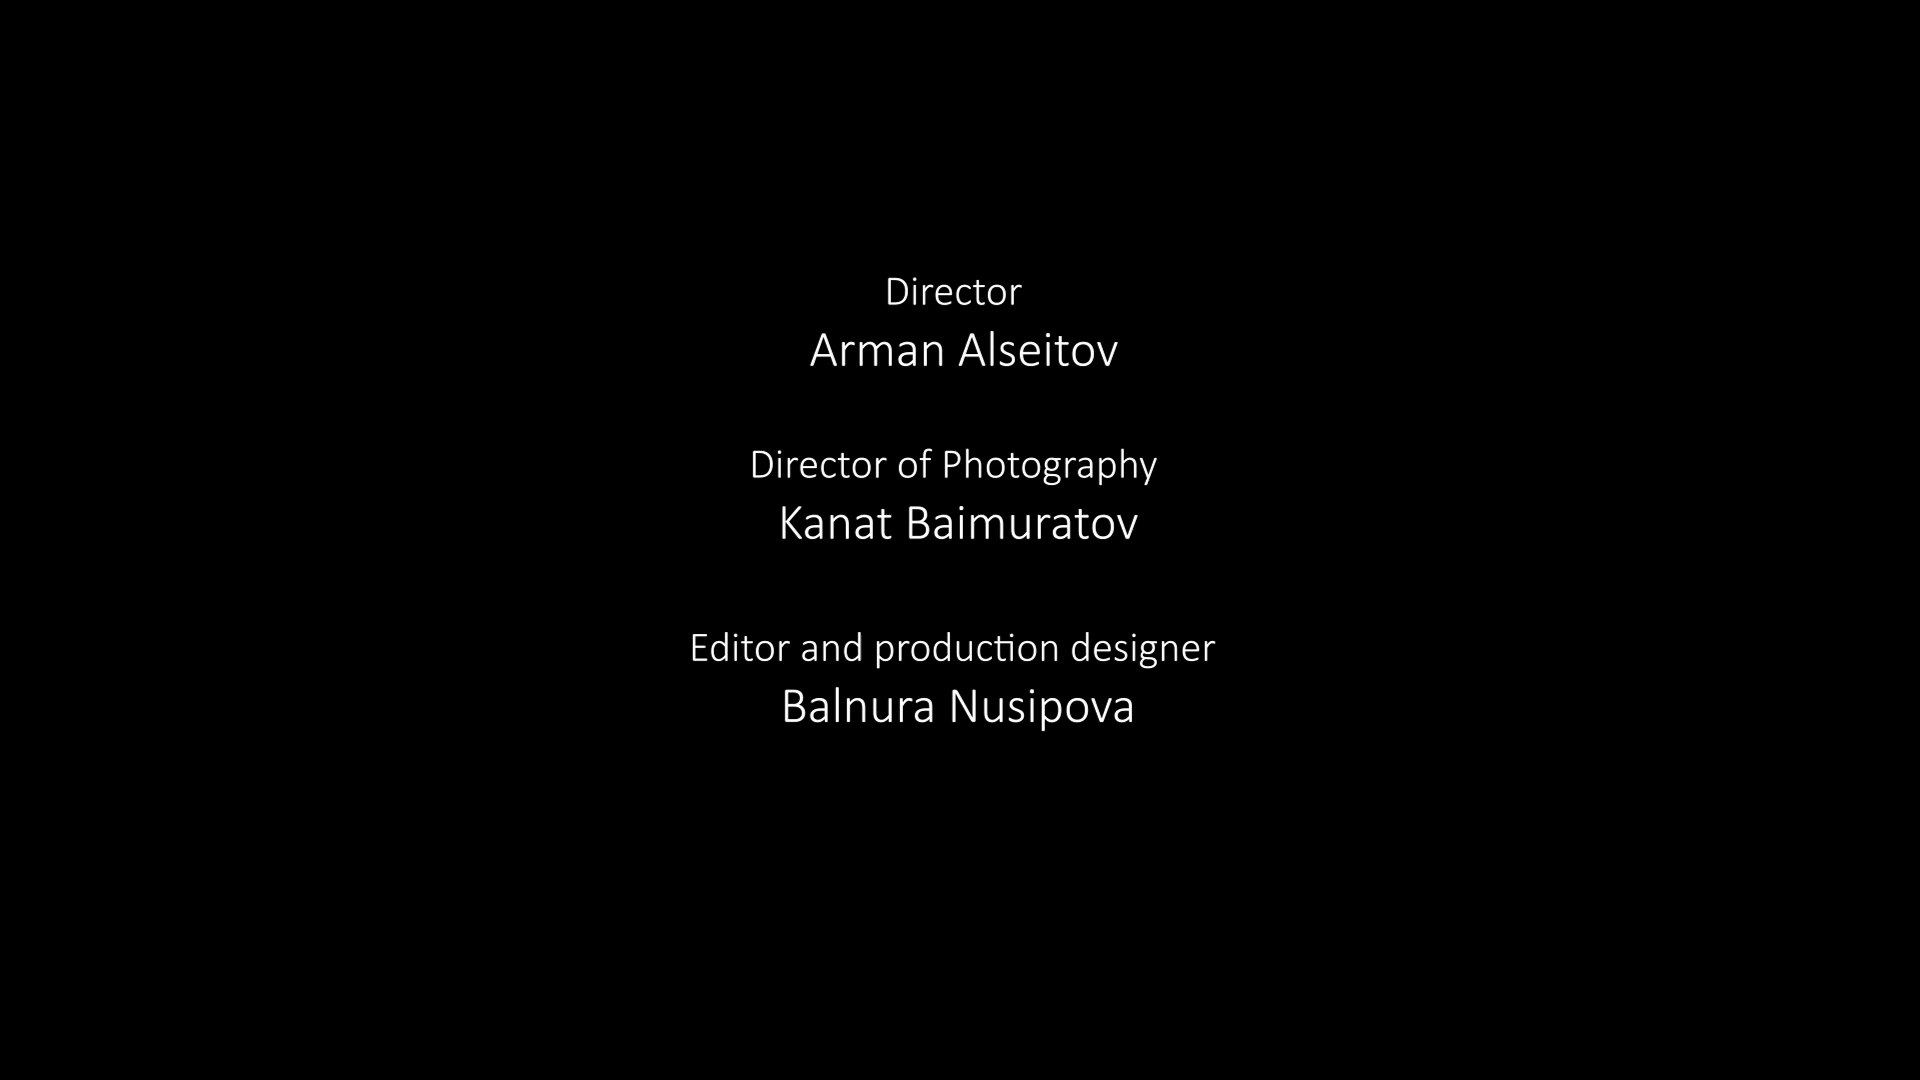 Director
Arman Alseitov
Director of Photography
Kanat Baimuratov
Editor and production designer
Balnura Nusipova